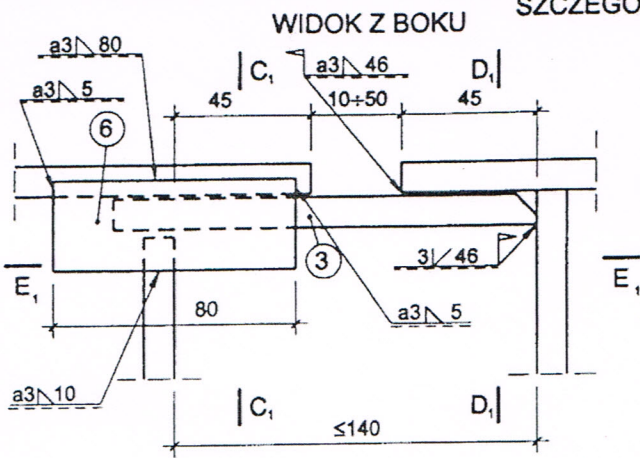 SZCZEGÓ
WIDOK Z BOKU
a3 80
C₁
a3 46
D₁
a3 5
45
10÷50
45
6
3
3 46
E₁
E₁
80
a3 5
a3 10
C₁
D₁
≤140